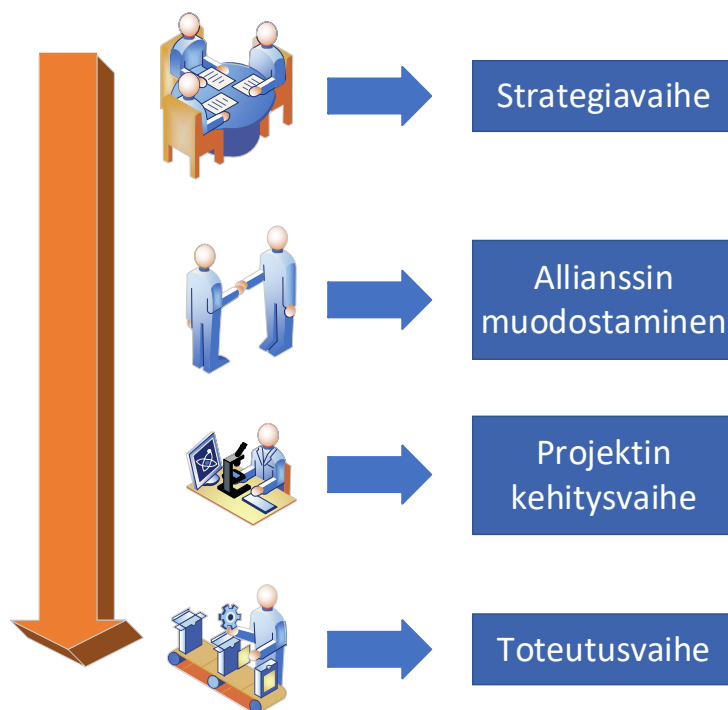 Strategiavaihe
Allianssin
muodostaminen
Projektin
kehitysvaihe
Toteutusvaihe